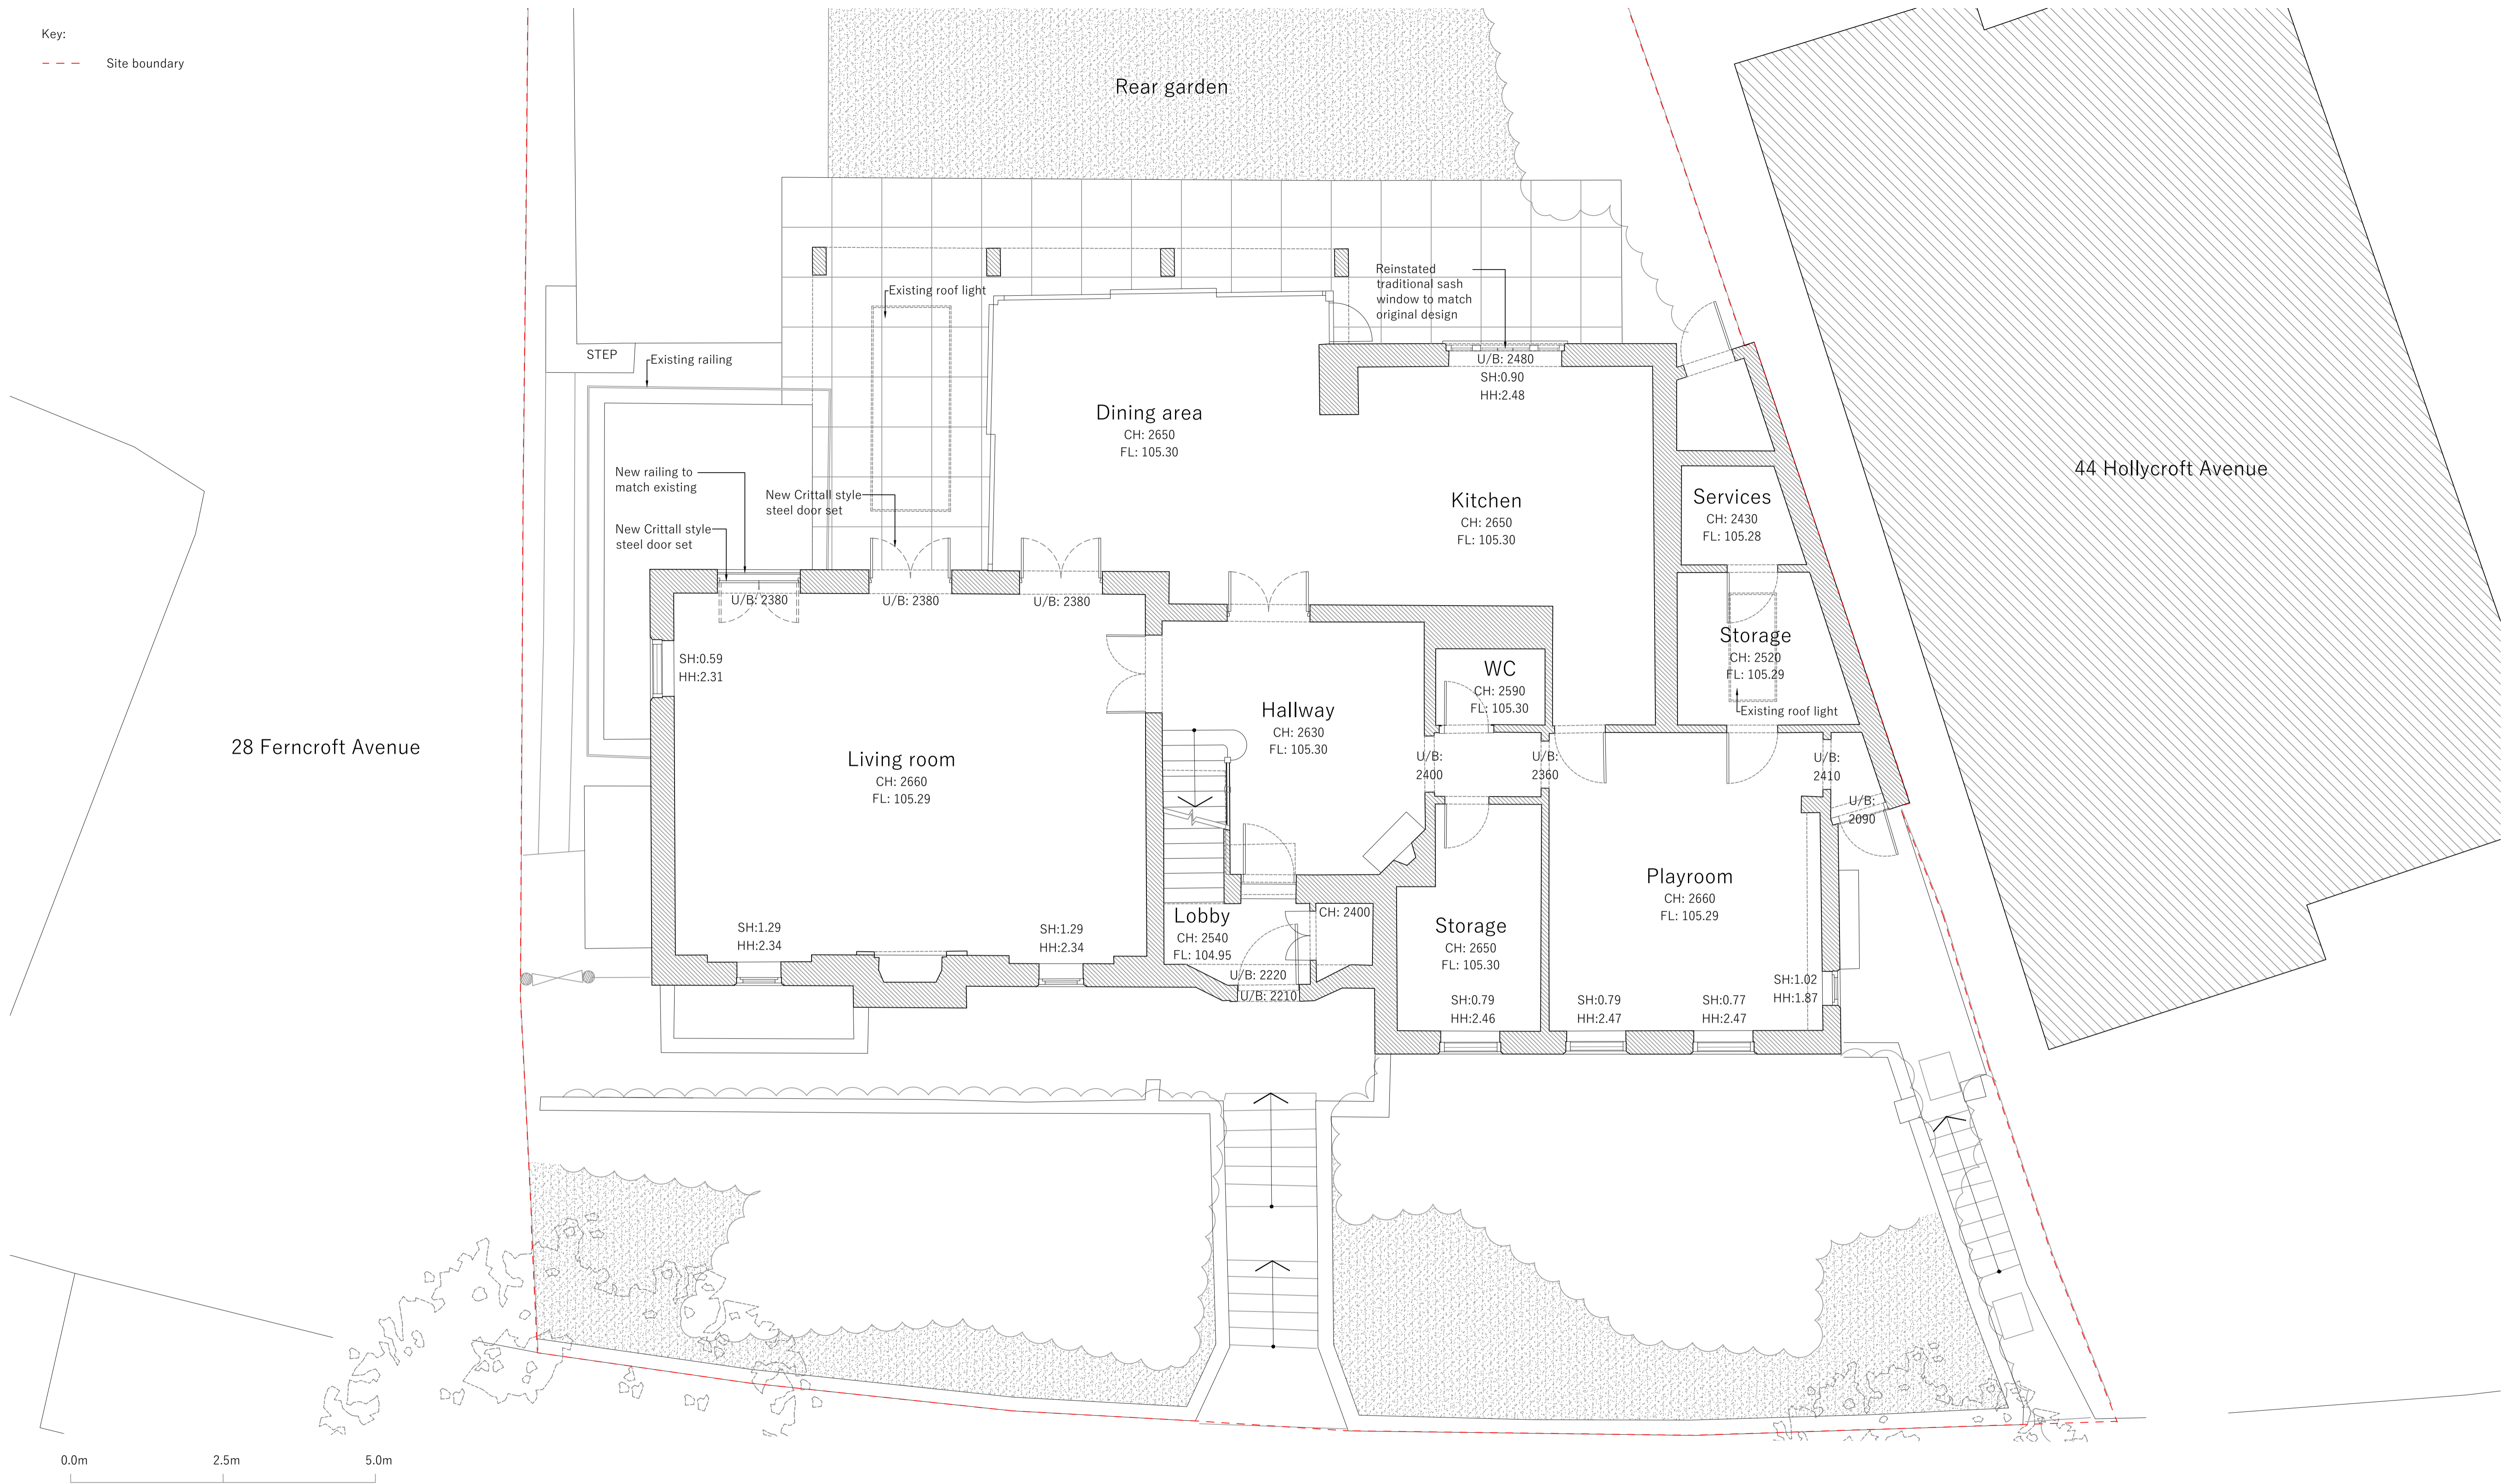 Key:
Site boundary
Rear garden
Existing roof light
Reinstated
traditional sash
window to match
original design
STEP
Existing railing
U/B: 2480
SH:0.90
HH:2.48
Dining area
CH: 2650
FL: 105.30
44 Hollycroft Avenue
New railing to
match existing
New Crittall style
steel door set
New Crittall style
steel door set
Kitchen
CH: 2650
FL: 105.30
Services
CH: 2430
FL: 105.28
U/B: 2380
U/B: 2380
U/B: 2380
SH:0.59
HH:2.31
Storage
CH: 2520
FL: 105.29
Existing roof light
WC
CH: 2590
FL: 105.30
Hallway
CH: 2630
FL: 105.30
28 Ferncroft Avenue
Living room
CH: 2660
FL: 105.29
U/B:
2400
U/B:
2360
U/B:
2410
U/B:
2090
Playroom
CH: 2660
FL: 105.29
Lobby
CH: 2540
FL: 104.95
CH: 2400
SH:1.29
HH:2.34
SH:1.29
HH:2.34
Storage
CH: 2650
FL: 105.30
U/B: 2220
U/B: 2210
SH:0.79
HH:2.46
SH:0.79
HH:2.47
SH:0.77
HH:2.47
SH:1.02
HH:1.87
0.0m
2.5m
5.0m